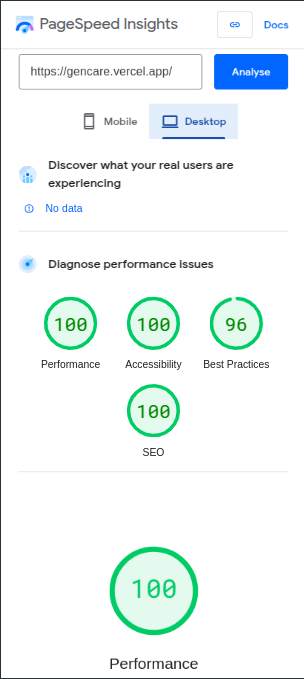 PageSpeed Insights
Docs
https://gencare.vercel.app/
Analyse
Mobile
Desktop
Discover what your real users are
experiencing
No data
Diagnose performance issues
100
100
96
Performance
Accessibility
Best Practices
100
SEO
100
Performance